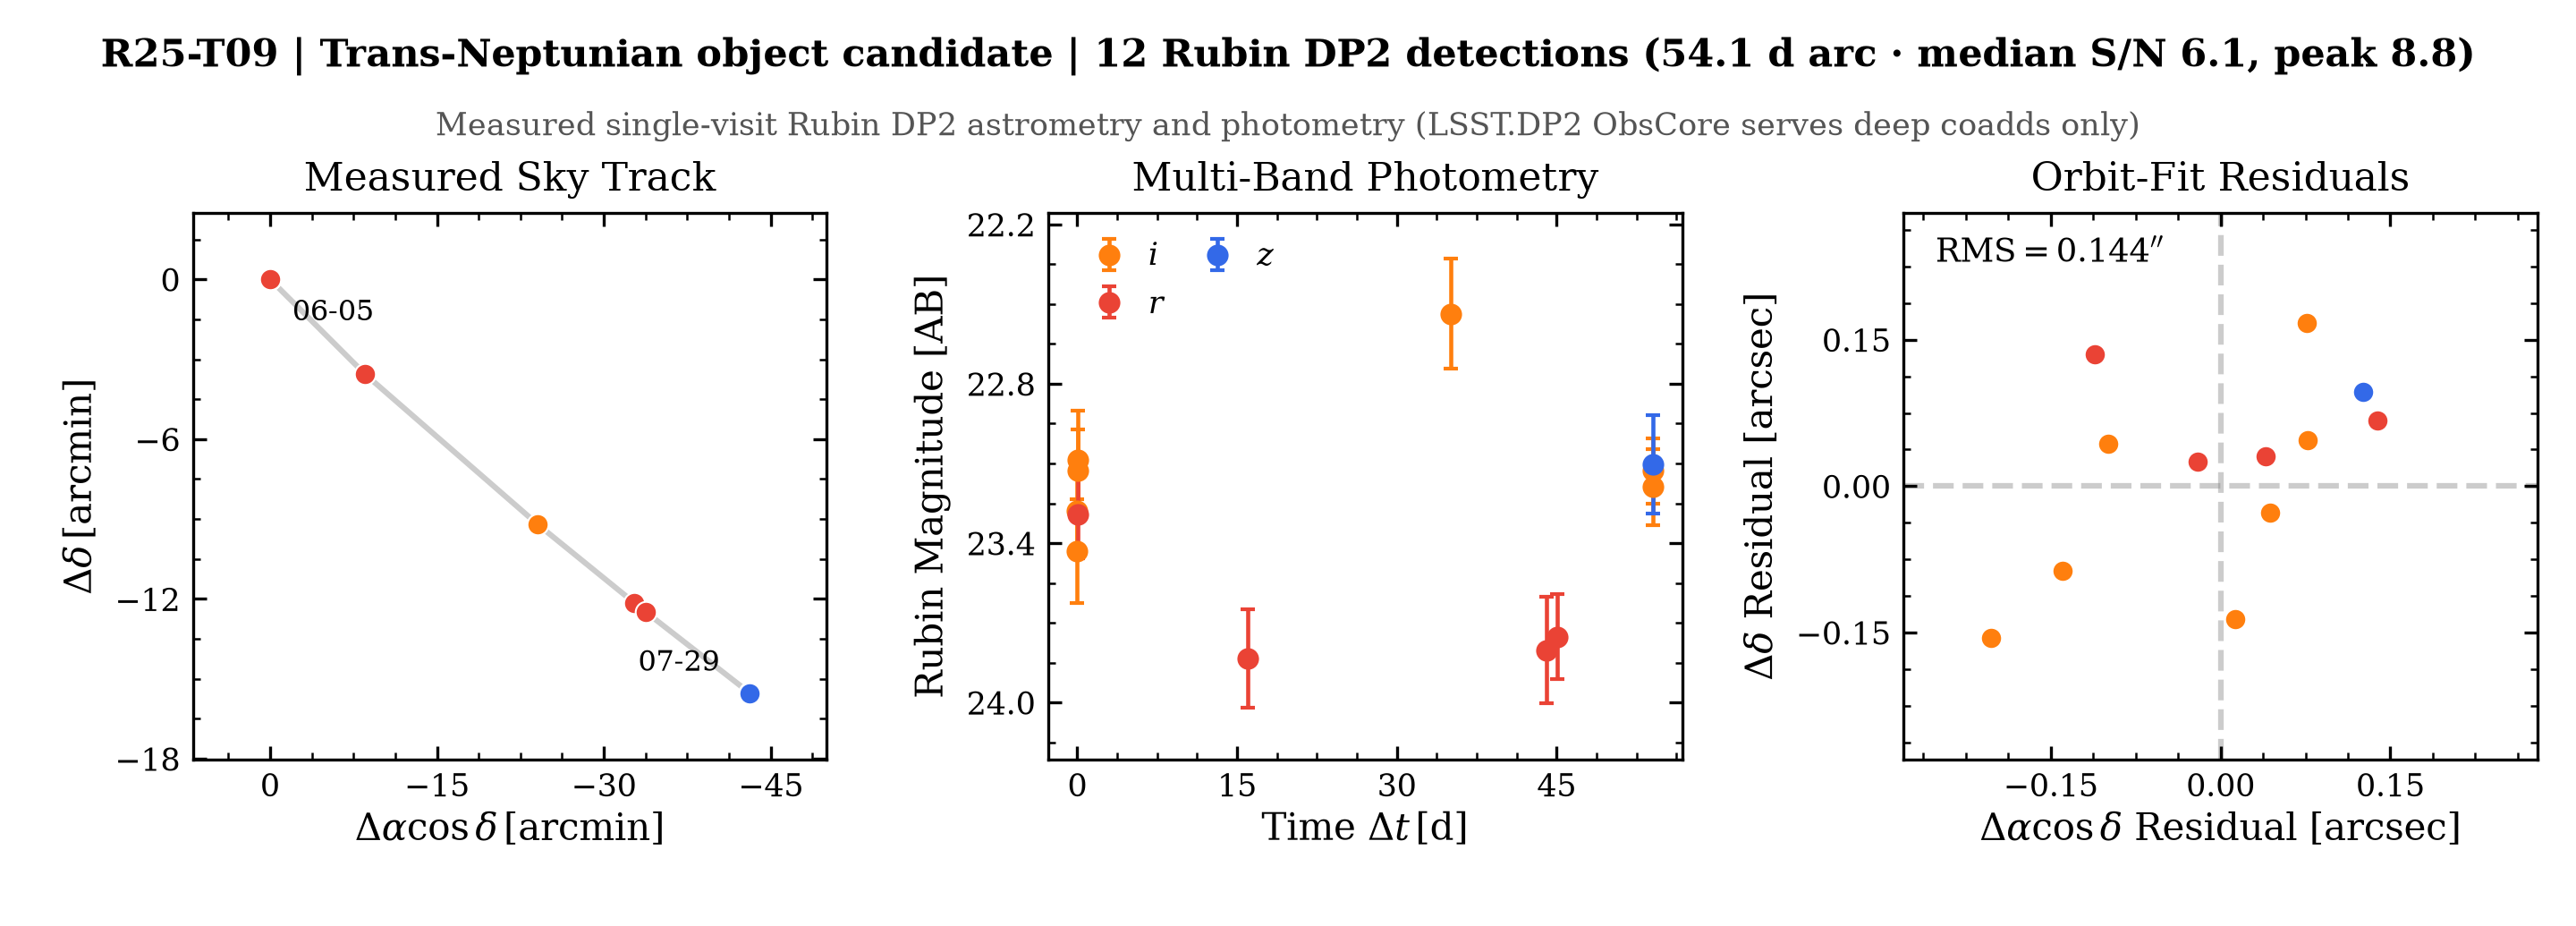 R25-T09 | Trans-Neptunian object candidate | 12 Rubin DP2 detections (54.1 d arc · median S/N 6.1, peak 8.8)
Measured single-visit Rubin DP2 astrometry and photometry (LSST.DP2 ObsCore serves deep coadds only)
Measured Sky Track
Δδ [arcmin]
0
−6
−12
−18
06-05
07-29
0
−15
−30
−45
Δα cos δ [arcmin]
Multi-Band Photometry
Rubin Magnitude [AB]
22.2
22.8
23.4
24.0
i
z
r
0
15
30
45
Time Δt [d]
Orbit-Fit Residuals
Δδ Residual [arcsec]
RMS = 0.144″
0.15
0.00
−0.15
−0.15
0.00
0.15
Δα cos δ Residual [arcsec]